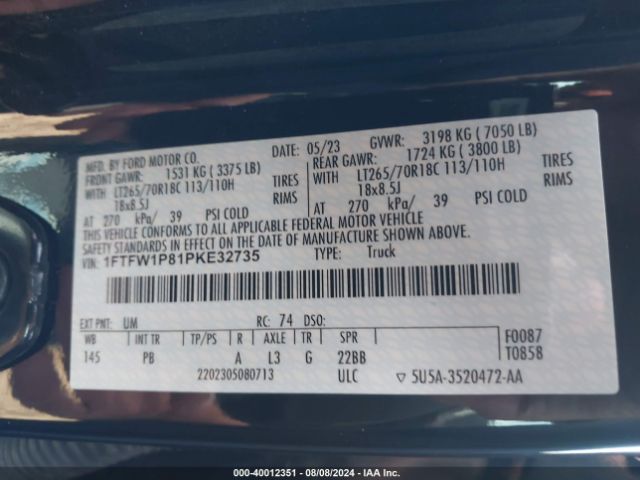 MFD. BY FORD MOTOR CO.
DATE: 05/23 GVWR: 3198 KG ( 7050 LB)
FRONT GAWR: 1531 KG ( 3375 LB)
REAR GAWR: 1724 KG ( 3800 LB)
WITH LT265/70R18C 113/110H TIRES
WITH LT265/70R18C 113/110H TIRES
18x8.5J RIMS
18x8.5J RIMS
AT 270 kPa/ 39 PSI COLD
AT 270 kPa/ 39 PSI COLD
THIS VEHICLE CONFORMS TO ALL APPLICABLE FEDERAL MOTOR VEHICLE
SAFETY STANDARDS IN EFFECT ON THE DATE OF MANUFACTURE SHOWN ABOVE.
VIN: 1FTFW1P81PKE32735 TYPE: Truck
EXT PNT: UM RC: 74 DSO:
WB INT TR TP/PS R AXLE TR SPR F0087
145 PB A L3 G 22BB T0858
2202305080713 ULC ▽ 5U5A-3520472-AA
00-40012351 - 08/08/2024 - IAA Inc.